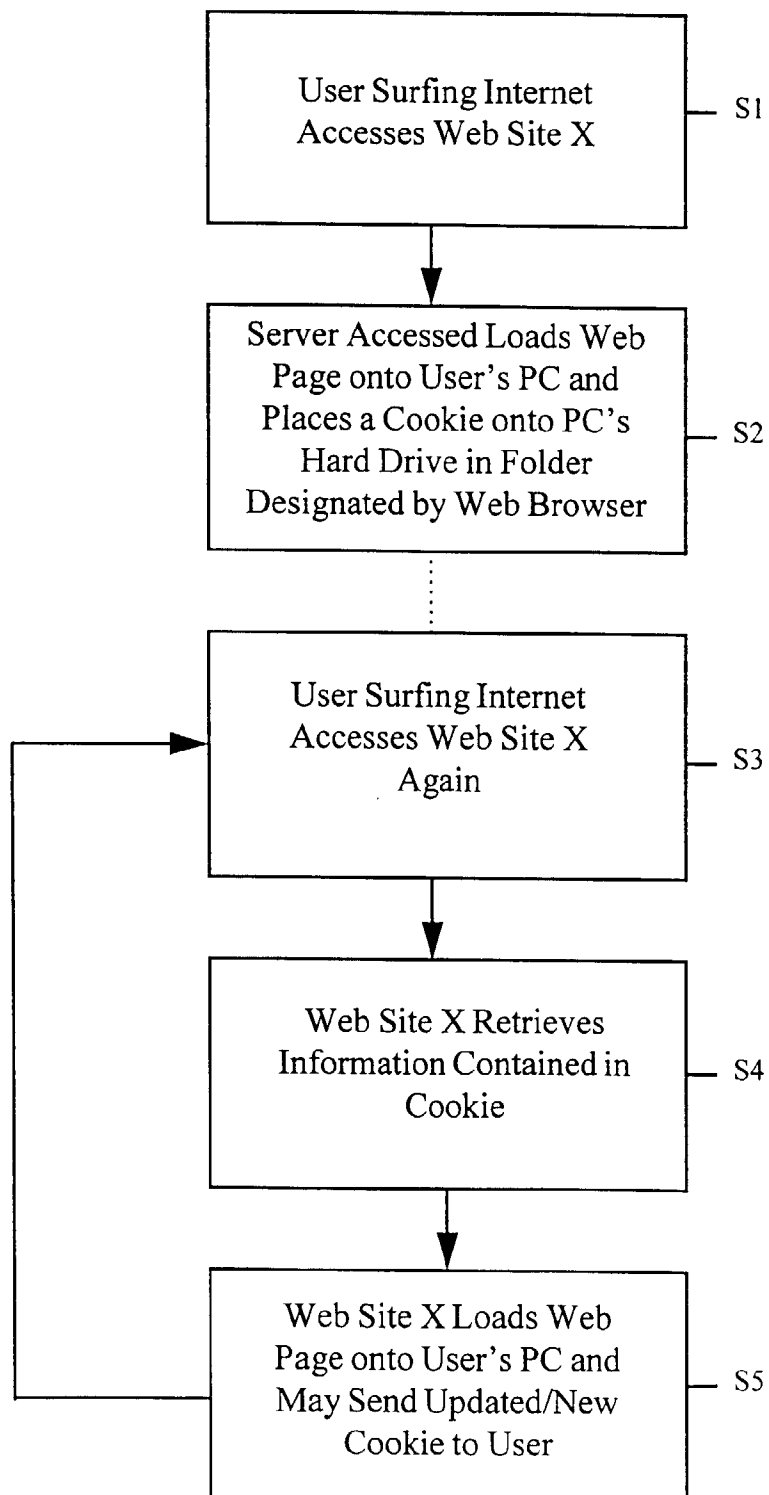 User Surfing Internet
Accesses Web Site X
S1
Server Accessed Loads Web
Page onto User's PC and
Places a Cookie onto PC's
Hard Drive in Folder
Designated by Web Browser
S2
User Surfing Internet
Accesses Web Site X
Again
S3
Web Site X Retrieves
Information Contained in
Cookie
S4
Web Site X Loads Web
Page onto User's PC and
May Send Updated/New
Cookie to User
S5